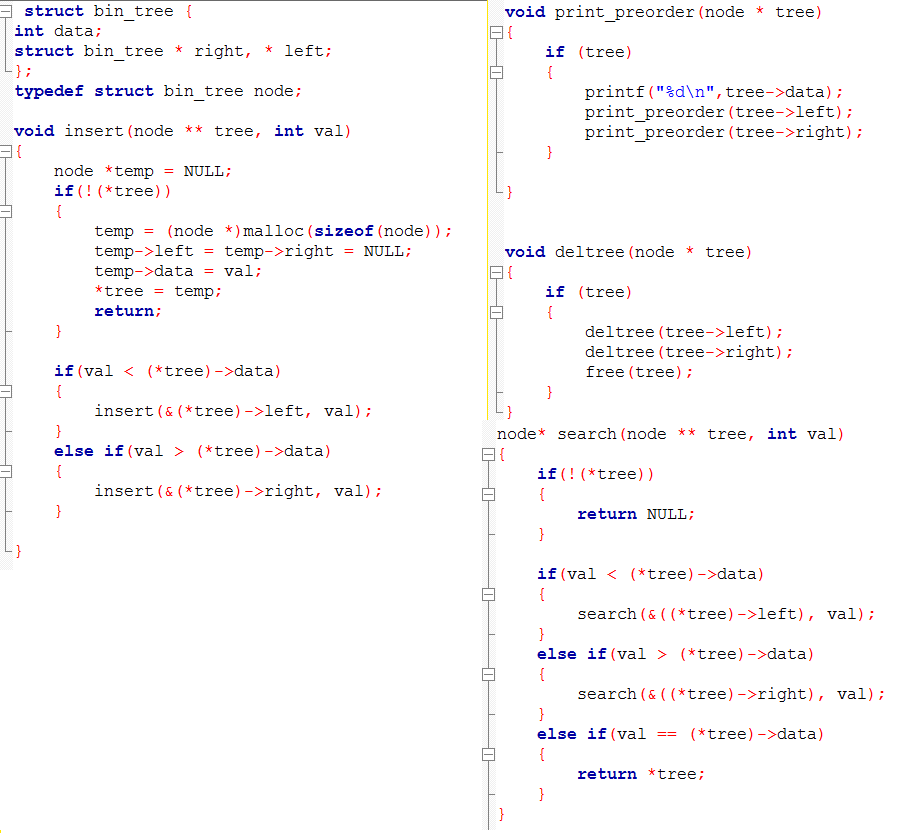 struct bin_tree {
int data;
struct bin_tree * right, * left;
};
typedef struct bin_tree node;
void insert(node ** tree, int val)
{
node *temp = NULL;
if(!(*tree))
{
temp = (node *)malloc(sizeof(node));
temp->left = temp->right = NULL;
temp->data = val;
*tree = temp;
return;
}
if(val < (*tree)->data)
{
insert(&(*tree)->left, val);
}
else if(val > (*tree)->data)
{
insert(&(*tree)->right, val);
}
}
void print_preorder(node * tree)
{
if (tree)
{
printf("%d\n",tree->data);
print_preorder(tree->left);
print_preorder(tree->right);
}
}
void deltree(node * tree)
{
if (tree)
{
deltree(tree->left);
deltree(tree->right);
free(tree);
}
}
node* search(node ** tree, int val)
{
if(!(*tree))
{
return NULL;
}
if(val < (*tree)->data)
{
search(&((*tree)->left), val);
}
else if(val > (*tree)->data)
{
search(&((*tree)->right), val);
}
else if(val == (*tree)->data)
{
return *tree;
}
}